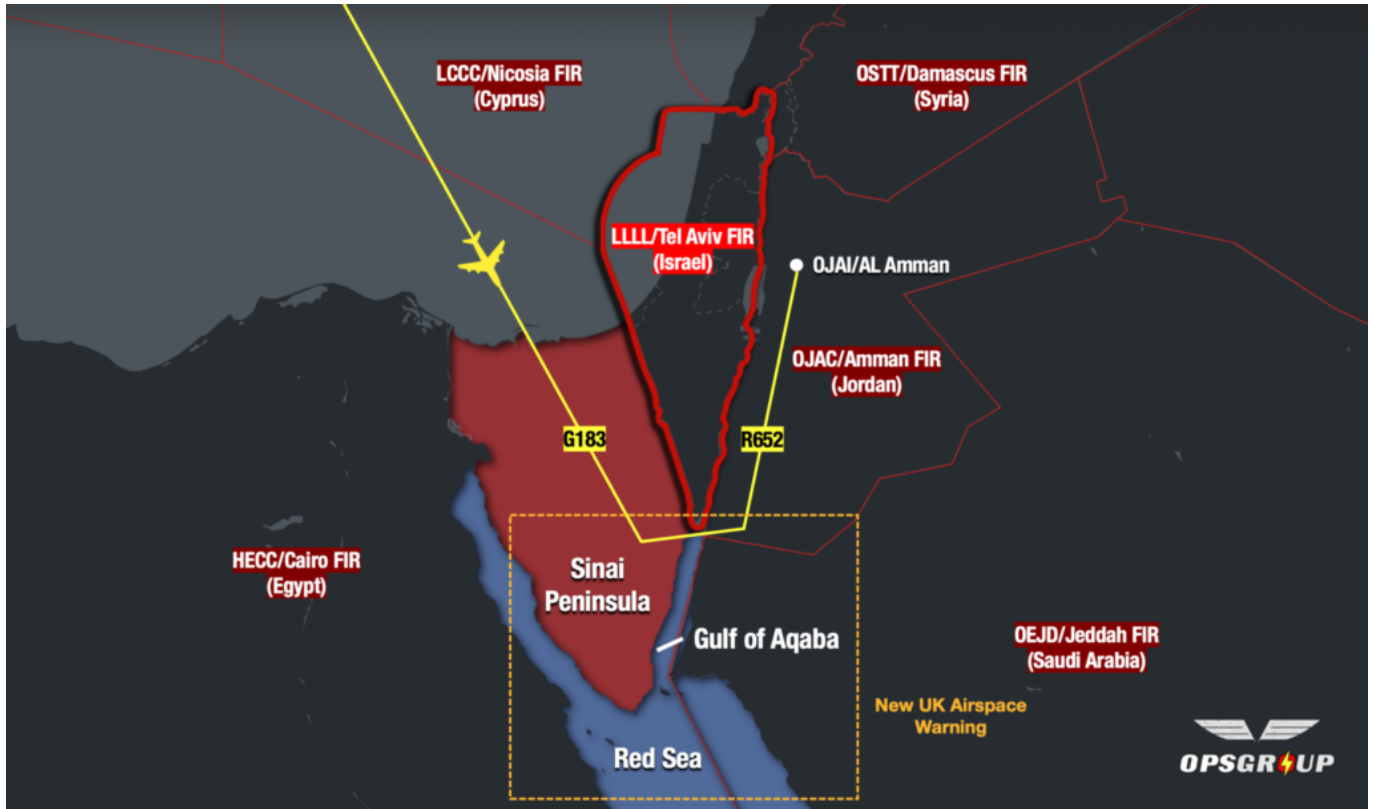 LCCC/Nicosia FIR
(Cyprus)
OSTT/Damascus FIR
(Syria)
LLLL/Tel Aviv FIR
(Israel)
OJAI/AL Amman
OJAC/Amman FIR
(Jordan)
G183
R652
HECC/Cairo FIR
(Egypt)
Sinai
Peninsula
Gulf of Aqaba
OEJD/Jeddah FIR
(Saudi Arabia)
New UK Airspace
Warning
Red Sea
OPSGROUP